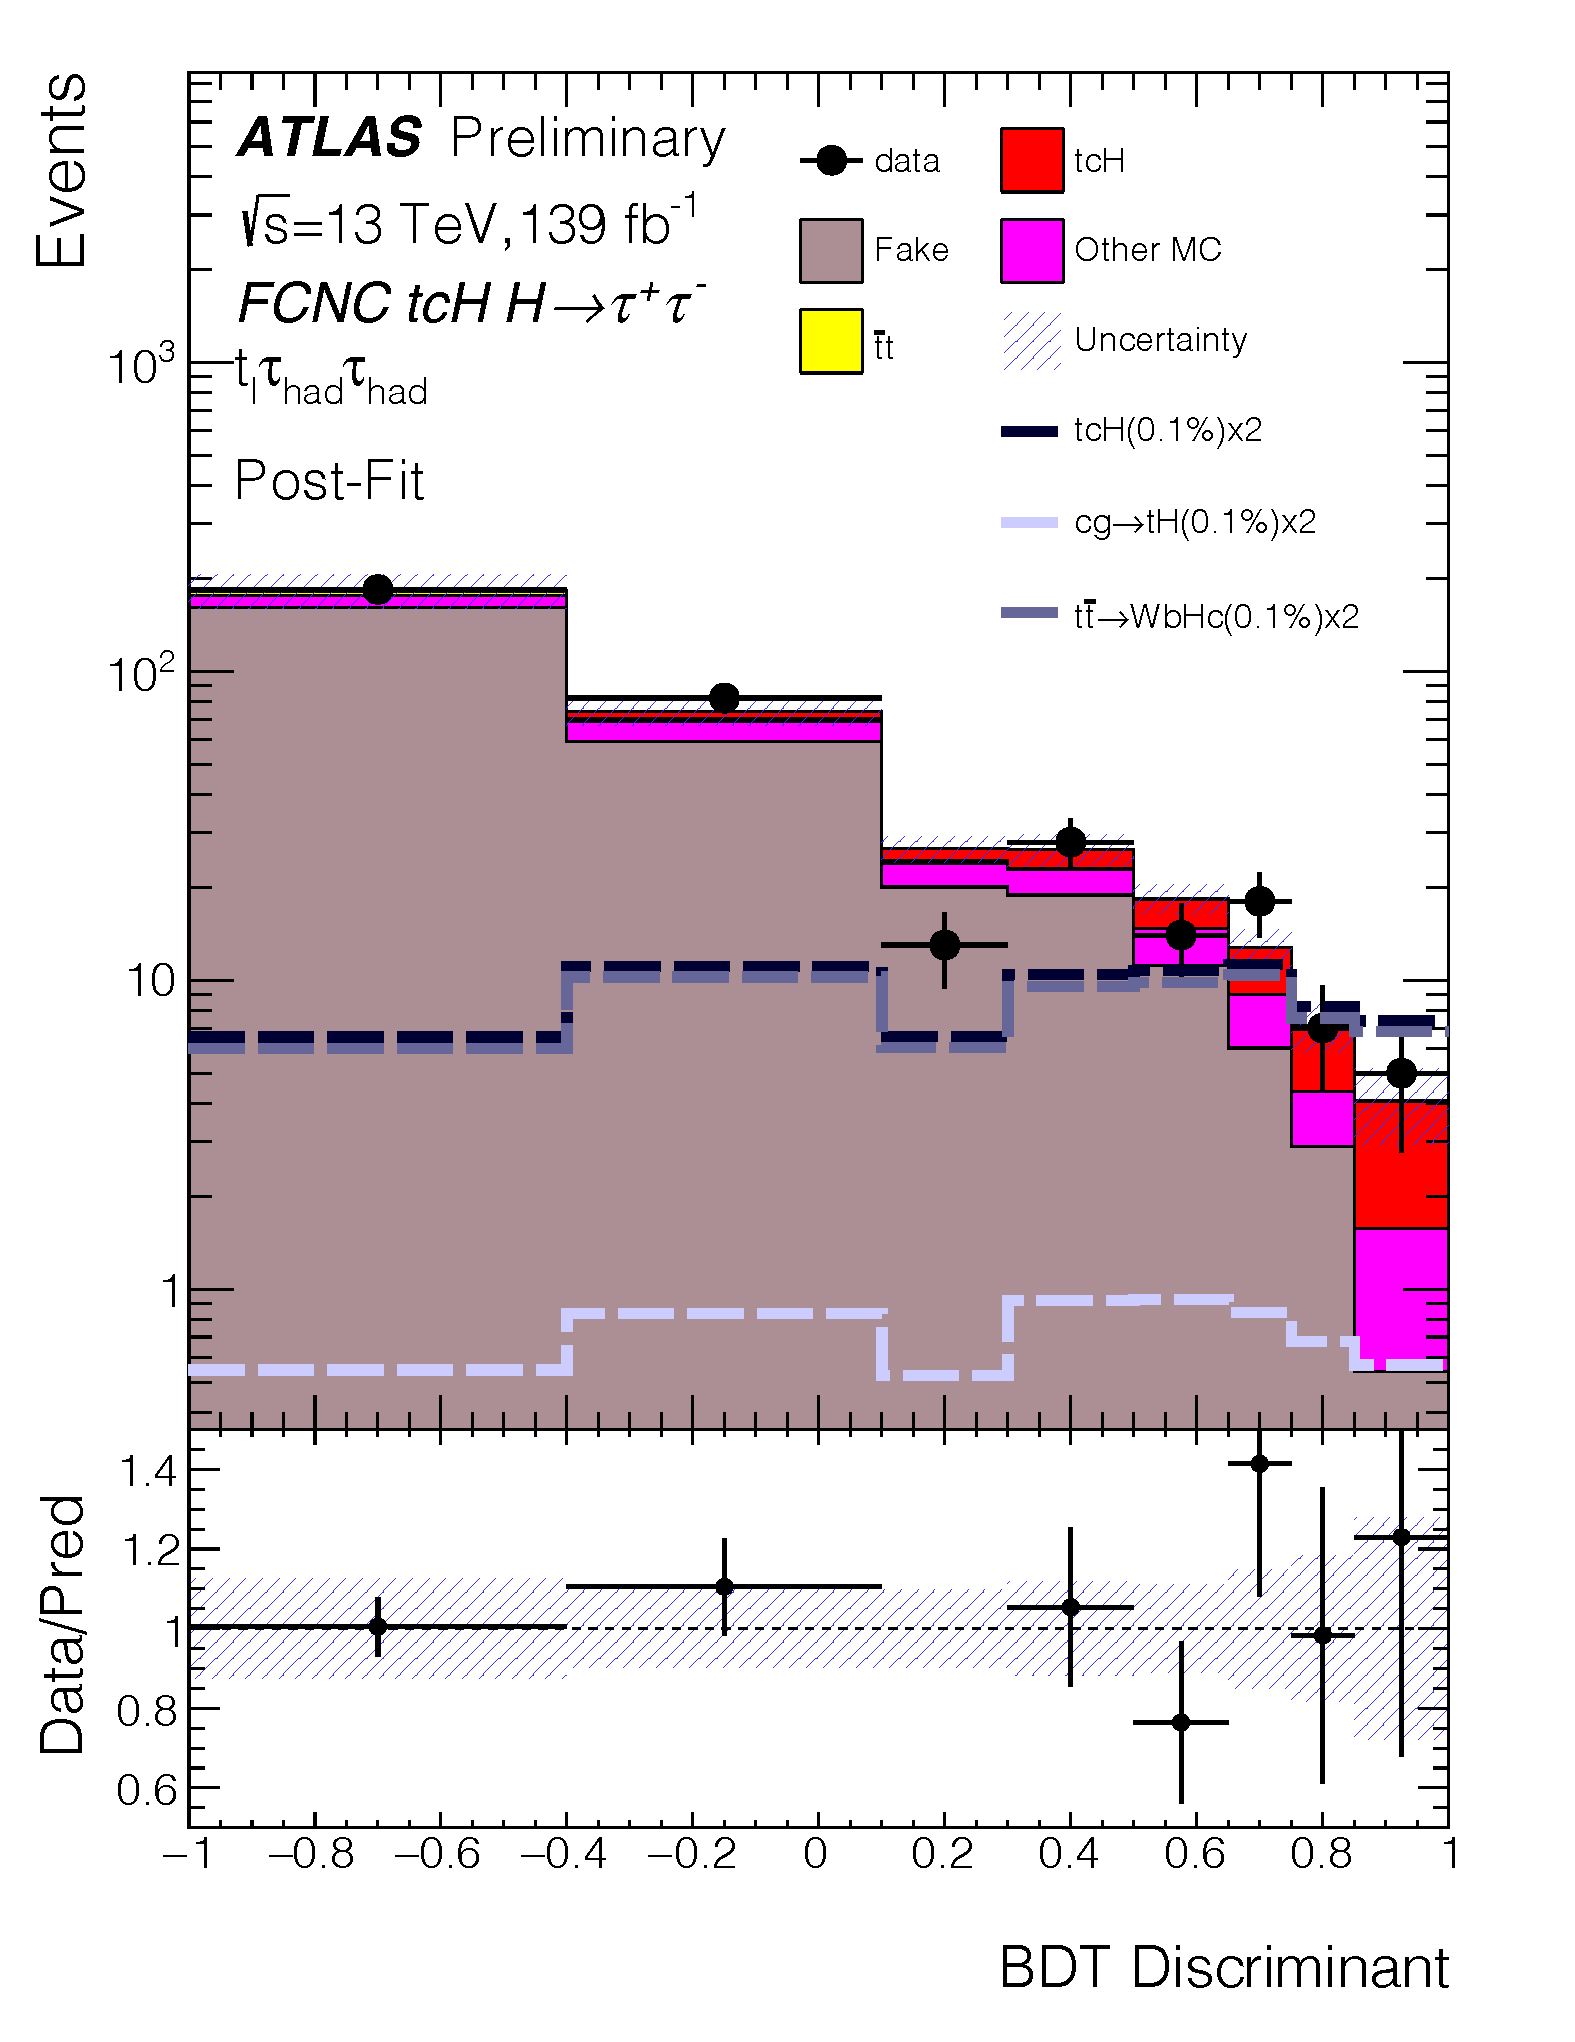 Events
ATLAS Preliminary
√s=13 TeV,139 fb⁻¹
FCNC tcH H→τ⁺τ⁻
tₗτhadτhad
Post-Fit
data
tcH
Fake
Other MC
t̄t
Uncertainty
tcH(0.1%)x2
cg→tH(0.1%)x2
tt̄→WbHc(0.1%)x2
10³
10²
10
1
Data/Pred
1.4
1.2
1
0.8
0.6
−1 −0.8 −0.6 −0.4 −0.2 0 0.2 0.4 0.6 0.8 1
BDT Discriminant